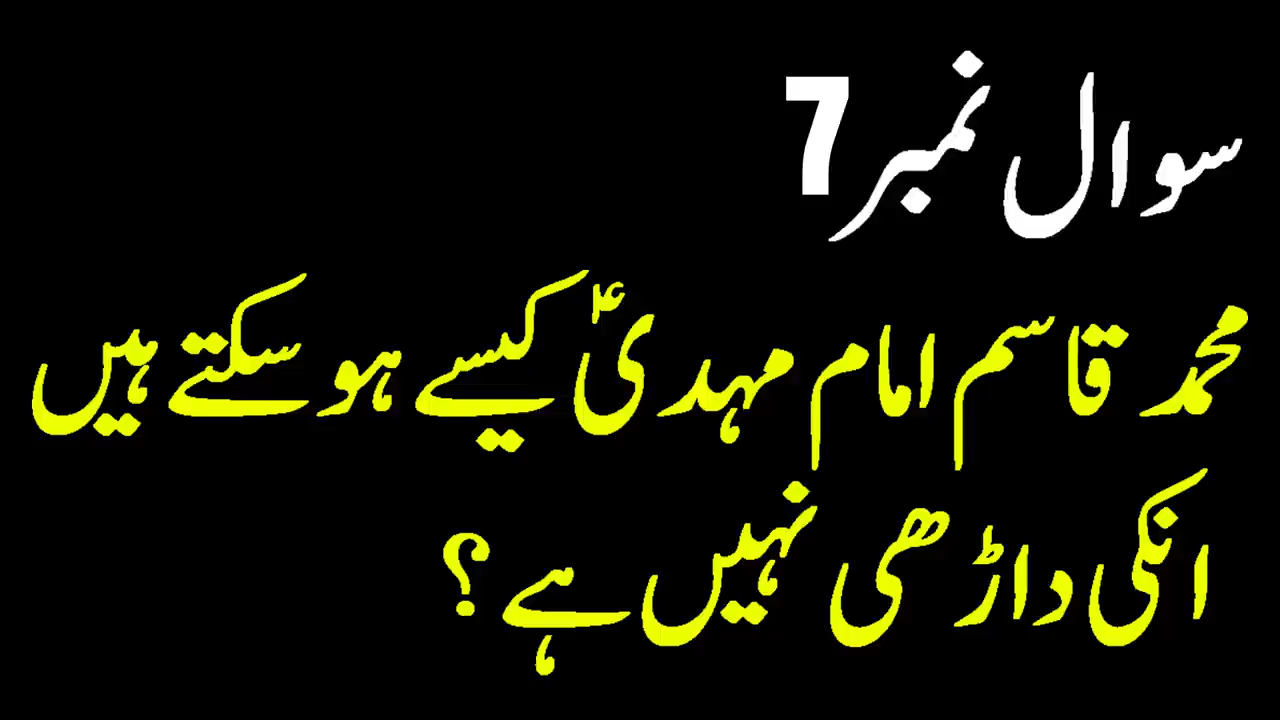 سوال نمبر 7
محمد قاسم امام مہدیؑ کیسے ہو سکتے ہیں
انکی داڑھی نہیں ہے؟